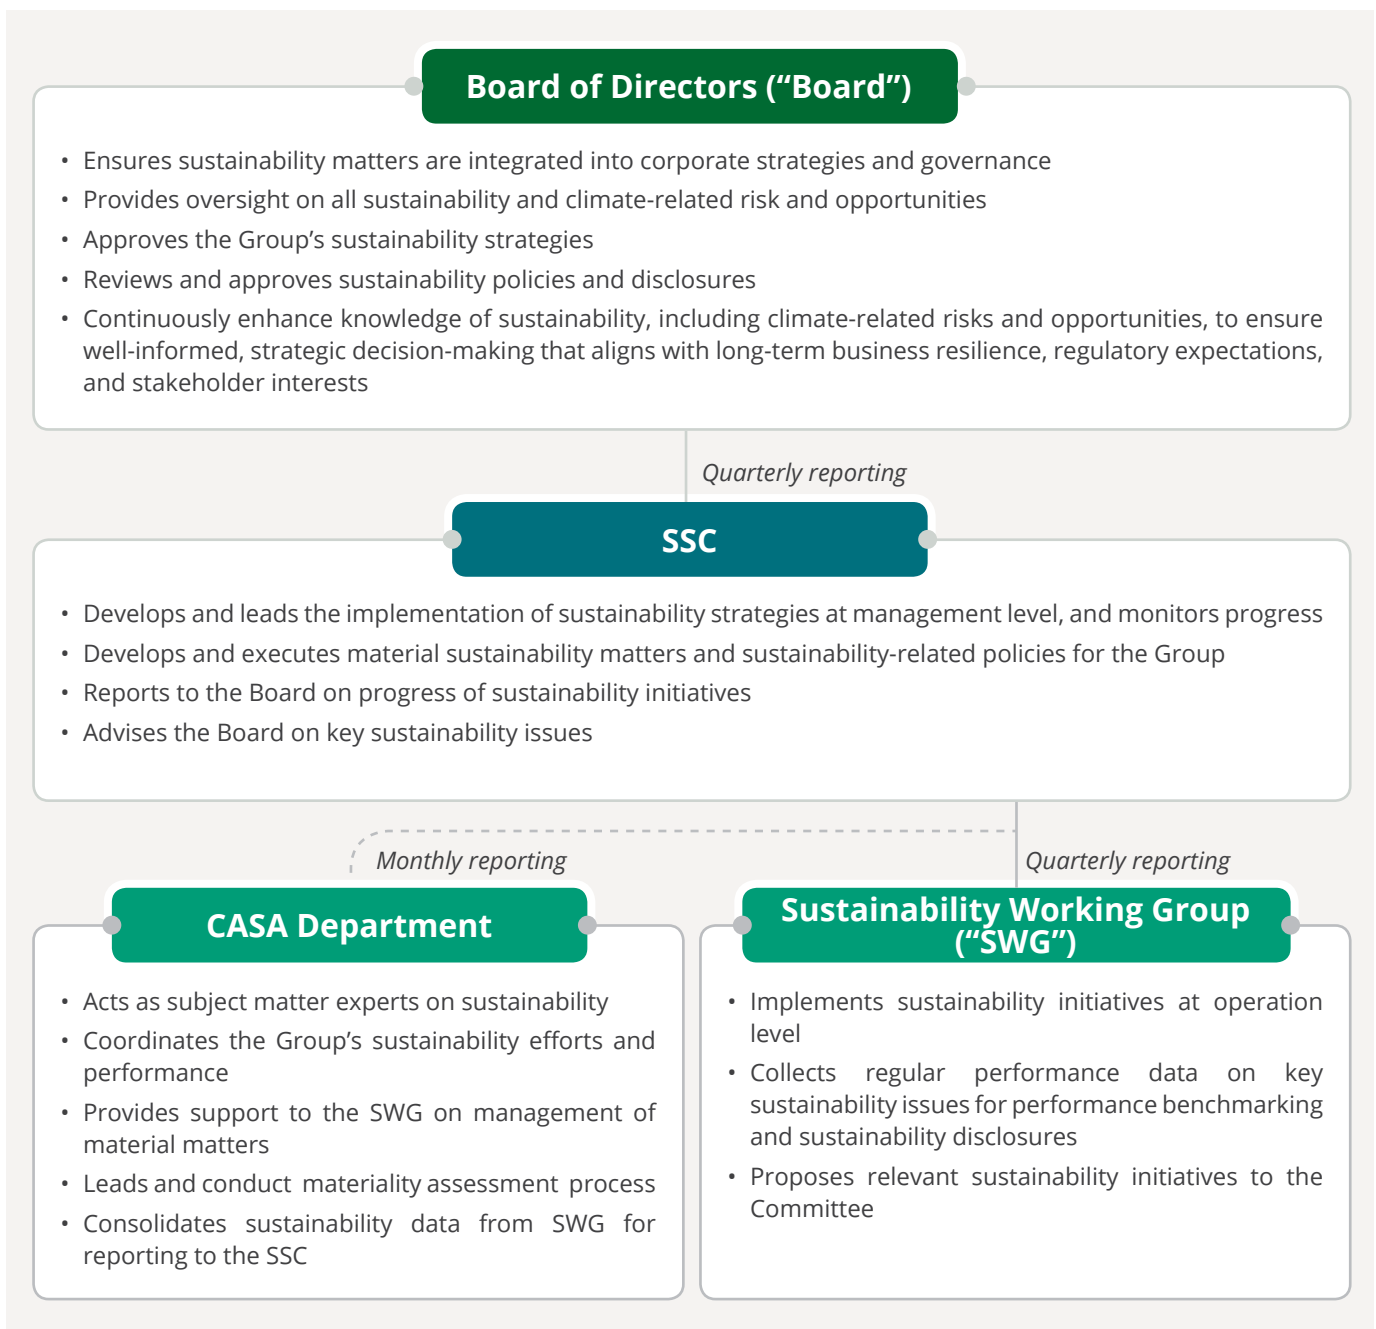 Board of Directors (“Board”)
• Ensures sustainability matters are integrated into corporate strategies and governance
• Provides oversight on all sustainability and climate-related risk and opportunities
• Approves the Group’s sustainability strategies
• Reviews and approves sustainability policies and disclosures
• Continuously enhance knowledge of sustainability, including climate-related risks and opportunities, to ensure
well-informed, strategic decision-making that aligns with long-term business resilience, regulatory expectations,
and stakeholder interests
Quarterly reporting
SSC
• Develops and leads the implementation of sustainability strategies at management level, and monitors progress
• Develops and executes material sustainability matters and sustainability-related policies for the Group
• Reports to the Board on progress of sustainability initiatives
• Advises the Board on key sustainability issues
Monthly reporting
CASA Department
• Acts as subject matter experts on sustainability
• Coordinates the Group’s sustainability efforts and
performance
• Provides support to the SWG on management of
material matters
• Leads and conduct materiality assessment process
• Consolidates sustainability data from SWG for
reporting to the SSC
Quarterly reporting
Sustainability Working Group
(“SWG”)
• Implements sustainability initiatives at operation
level
• Collects regular performance data on key
sustainability issues for performance benchmarking
and sustainability disclosures
• Proposes relevant sustainability initiatives to the
Committee